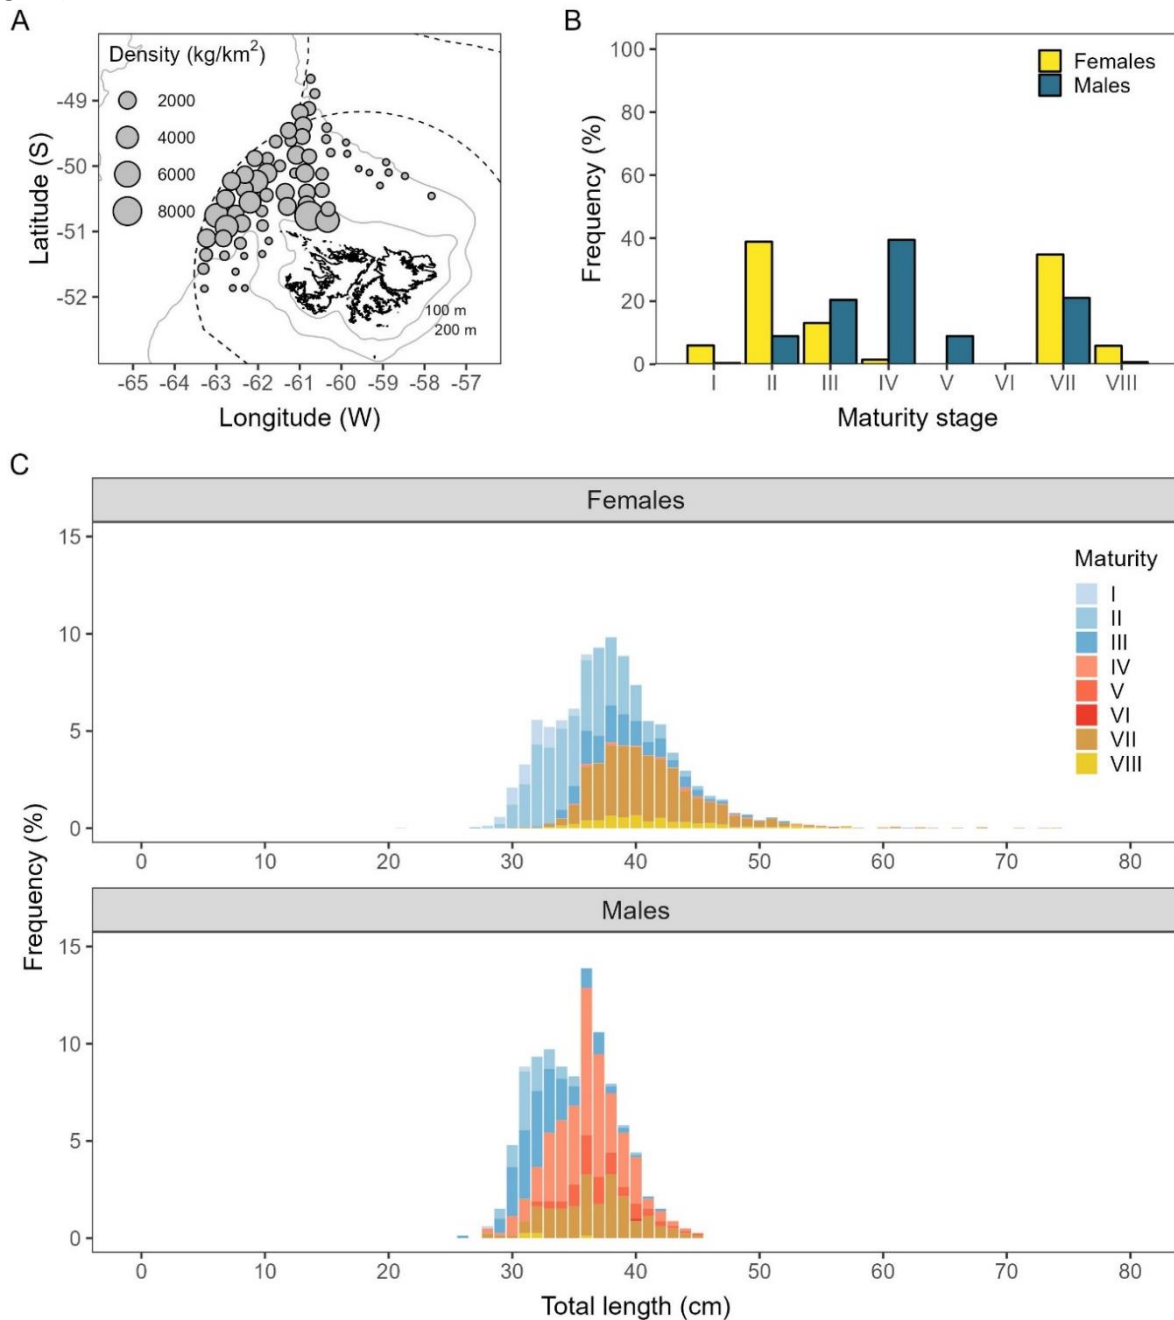 A
Density (kg/km2)
2000
4000
6000
8000
-49
-50
-51
-52
Latitude (S)
100 m
200 m
-65 -64 -63 -62 -61 -60 -59 -58 -57
Longitude (W)
B
100
80
60
40
20
0
Frequency (%)
Females
Males
I II III IV V VI VII VIII
Maturity stage
C
Females
15
10
5
0
Maturity
I
II
III
IV
V
VI
VII
VIII
0 10 20 30 40 50 60 70 80
Frequency (%)
Males
15
10
5
0
0 10 20 30 40 50 60 70 80
Total length (cm)